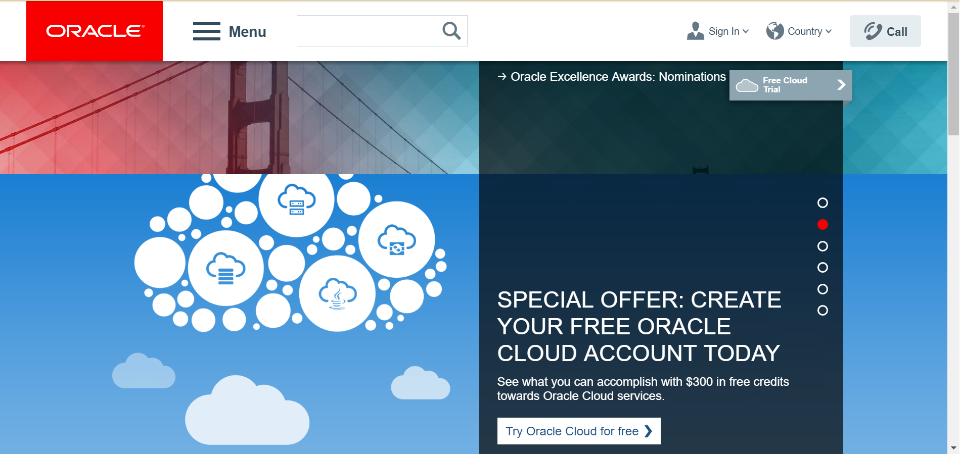 ORACLE®
Menu
Sign In
Country
Call
→ Oracle Excellence Awards: Nominations
Free Cloud
Trial
SPECIAL OFFER: CREATE
YOUR FREE ORACLE
CLOUD ACCOUNT TODAY
See what you can accomplish with $300 in free credits
towards Oracle Cloud services.
Try Oracle Cloud for free